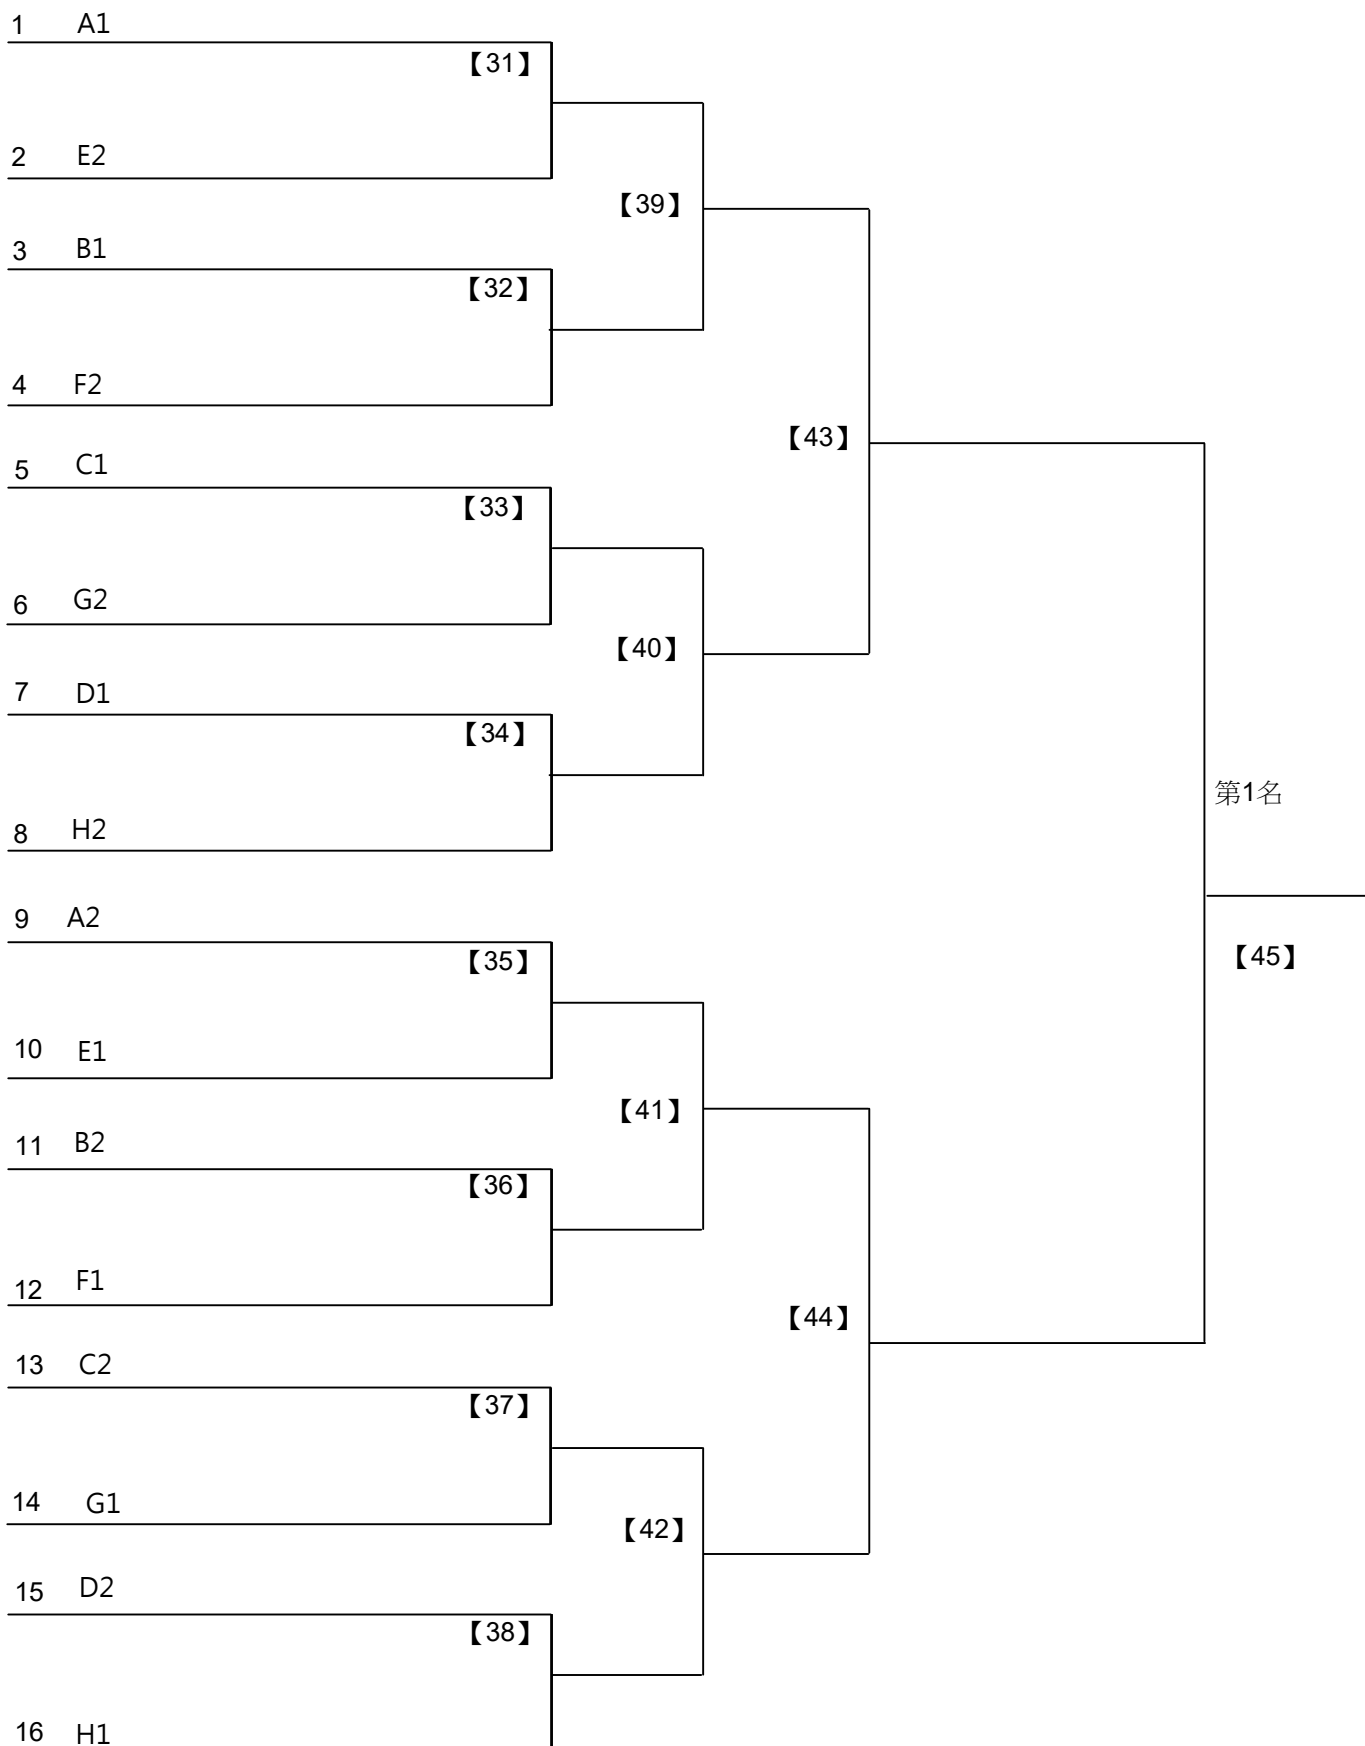 1 A1
【31】
2 E2
【39】
3 B1
【32】
4 F2
【43】
5 C1
【33】
6 G2
【40】
7 D1
【34】
第1名
8 H2
9 A2
【45】
【35】
10 E1
【41】
11 B2
【36】
12 F1
【44】
13 C2
【37】
14 G1
【42】
15 D2
【38】
16 H1